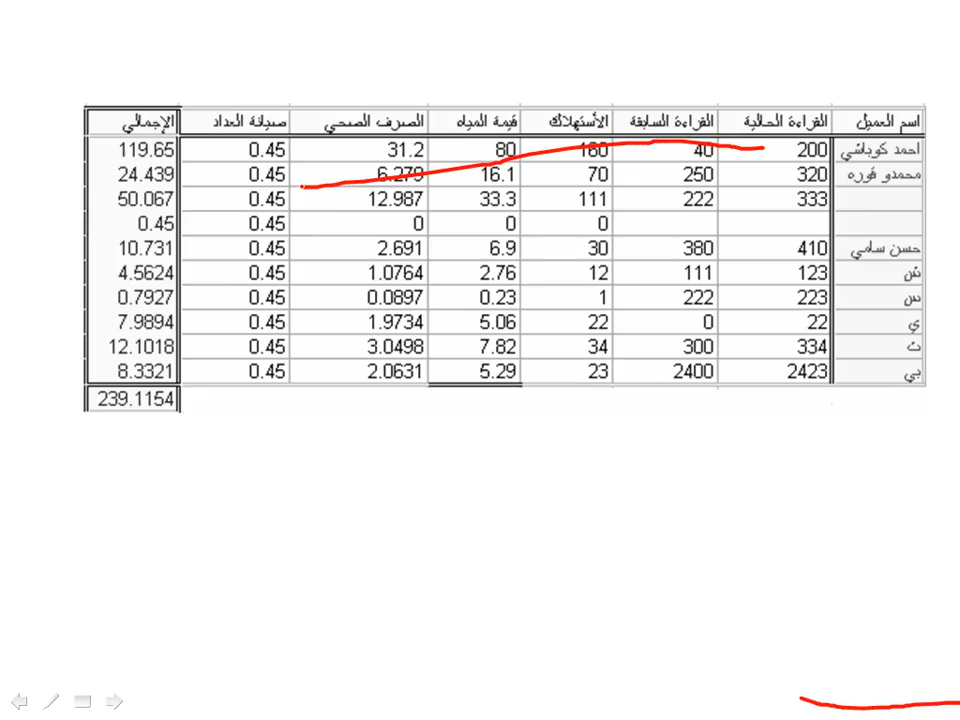 اسم العميل القراءة الحالية القراءة السابقة الأستهلاك قيمة المياه الصرف الصحي صيانة العداد الإجمالي
احمد كوباشي 200 40 160 80 31.2 0.45 119.65
محمدو فوره 320 250 70 16.1 6.279 0.45 24.439
333 222 111 33.3 12.987 0.45 50.067
0 0 0 0.45 0.45
حسن سامي 410 380 30 6.9 2.691 0.45 10.731
123 111 12 2.76 1.0764 0.45 4.5624
س 223 222 1 0.23 0.0897 0.45 0.7927
ي 22 0 22 5.06 1.9734 0.45 7.9894
ث 334 300 34 7.82 3.0498 0.45 12.1018
بي 2423 2400 23 5.29 2.0631 0.45 8.3321
239.1154